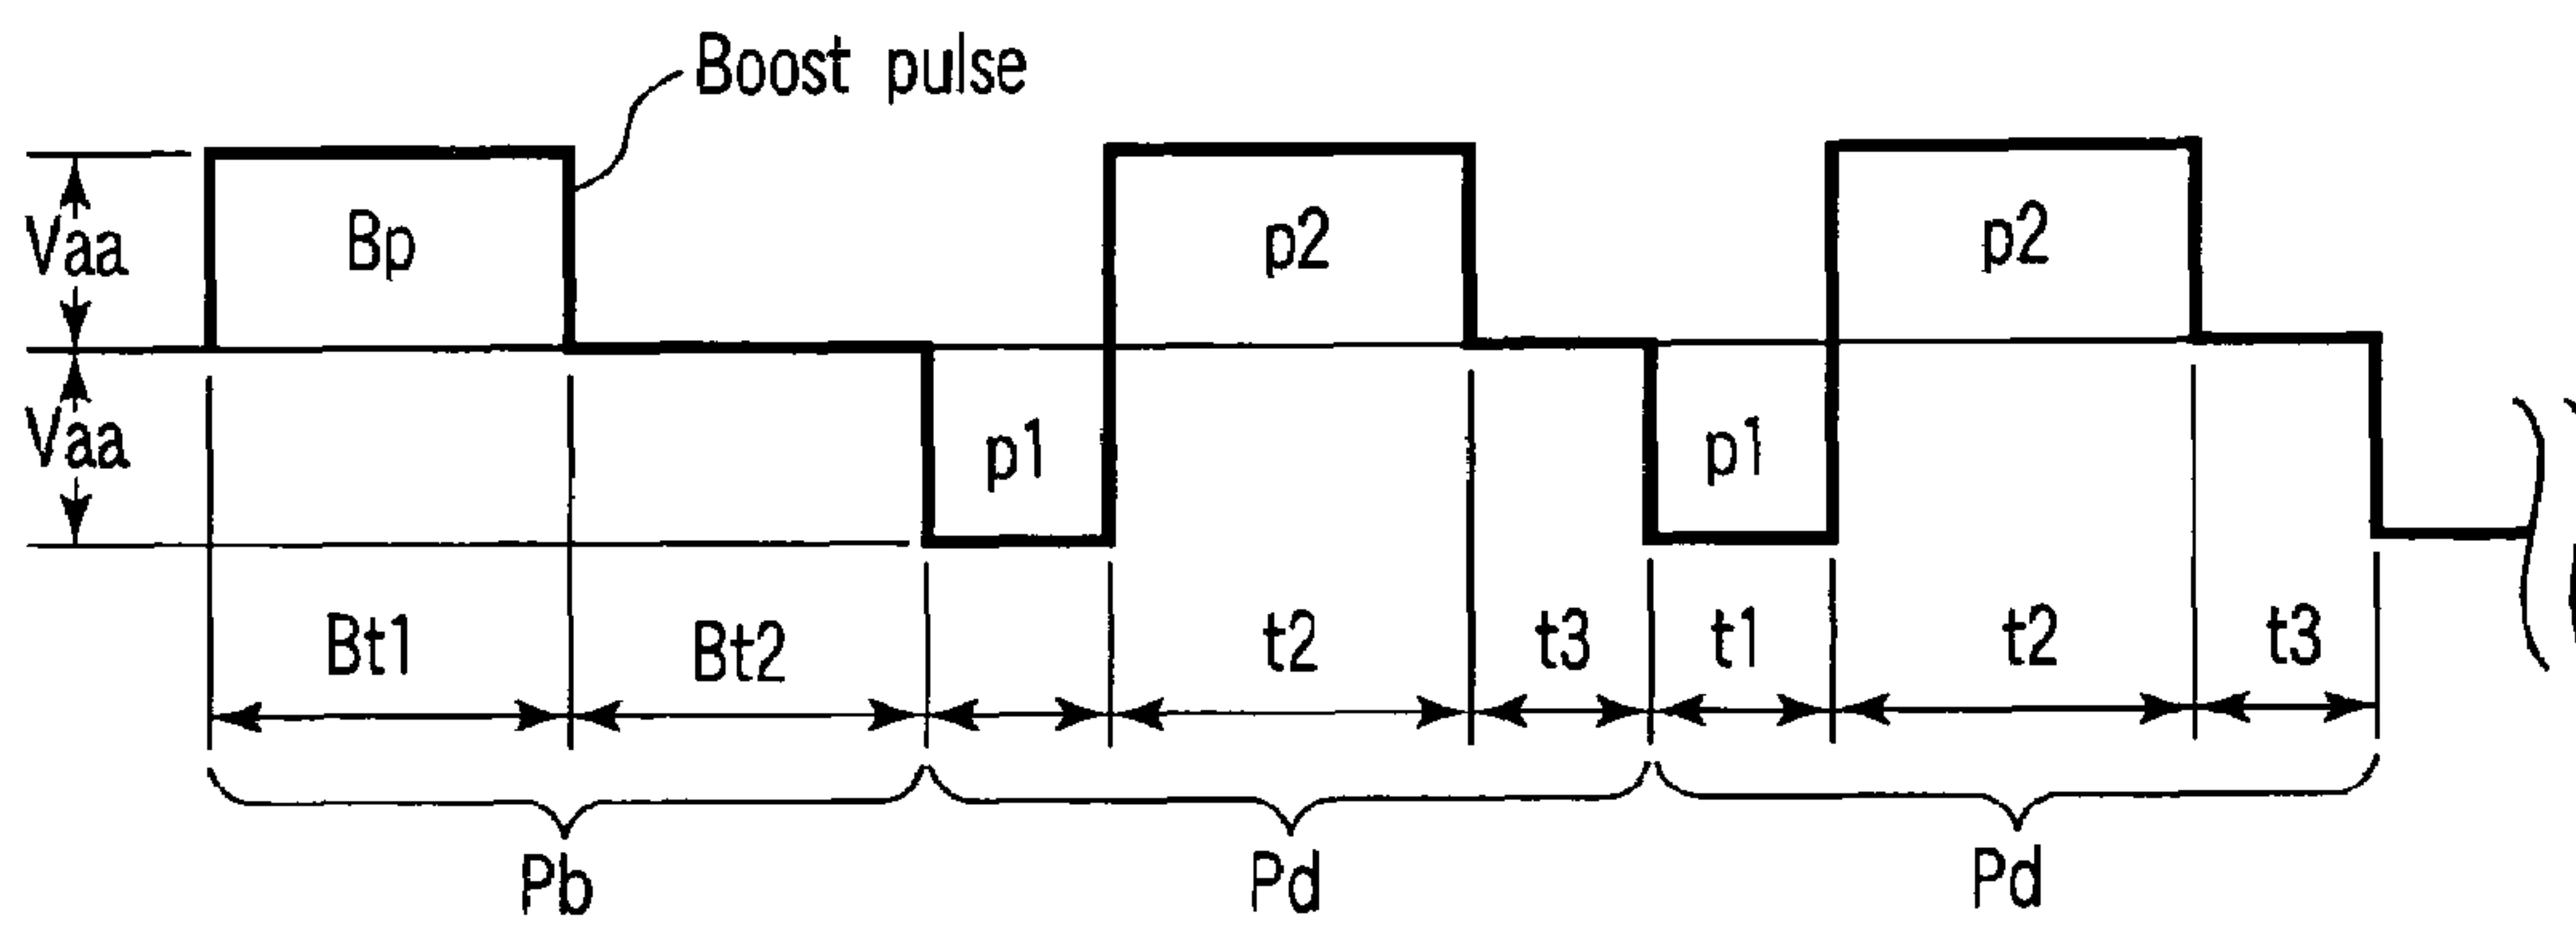 Boost pulse
Vaa
Bp
p2
p2
Vaa
p1
p1
Bt1
Bt2
t2
t3
t1
t2
t3
Pb
Pd
Pd